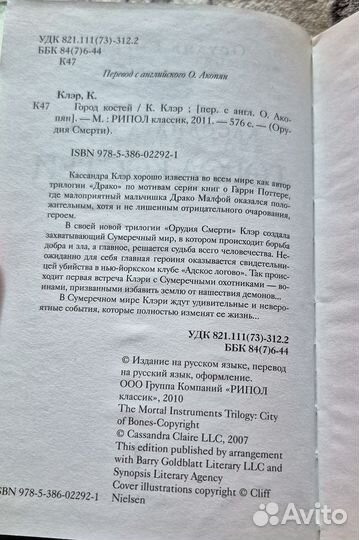 УДК 821.111(73)-312.2
ББК 84(7)6-44
К47
Перевод с английского О. Акопян
Клэр, К.
К47 Город костей / К. Клэр ; [пер. с англ. О. Ако-
пян]. — М. : РИПОЛ классик, 2011. — 576 с. — (Ору-
дия Смерти).
ISBN 978-5-386-02292-1
Кассандра Клэр хорошо известна во всем мире как автор
трилогии «Драко» по мотивам серии книг о Гарри Поттере,
где малоприятный мальчишка Драко Малфой оказался поло-
жительным, хотя и не лишенным отрицательного очарования,
героем.
В своей новой трилогии «Орудия Смерти» Клэр создала
захватывающий Сумеречный мир, в котором происходит борьба
добра и зла, а главное, решается судьба всего человечества. Не-
ожиданно для себя главная героиня оказывается свидетельни-
цей убийства в нью-йоркском клубе «Адское логово». Так проис-
ходит первая встреча Клэри с Сумеречными охотниками — во-
инами, призванными избавить землю от нашествия демонов...
В Сумеречном мире Клэри ждут удивительные и неверо-
ятные события, которые полностью изменят ее жизнь...
УДК 821.111(73)-312.2
ББК 84(7)6-44
© Издание на русском языке, перевод
на русский язык, оформление.
ООО Группа Компаний «РИПОЛ
классик», 2010
The Mortal Instruments Trilogy: City
of Bones-Copyright
© Cassandra Claire LLC, 2007
This edition published by arrangement
with Barry Goldblatt Literary LLC and
Synopsis Literary Agency
Cover illustrations copyright © Cliff
Nielsen
ISBN 978-5-386-02292-1
Avito